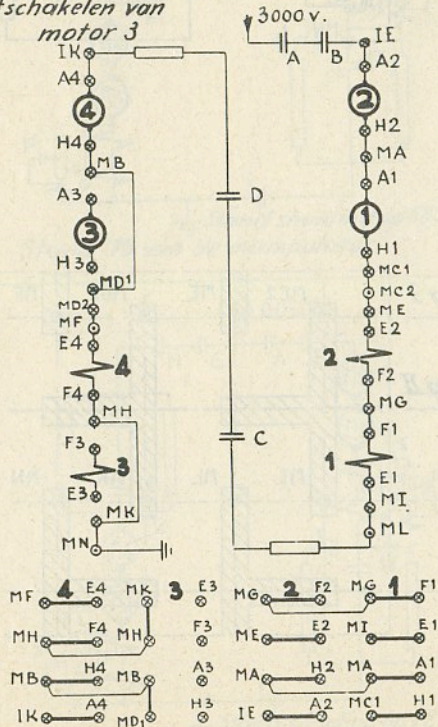 tschakelen van
motor 3
3000 v.
IK
A4
4
H4
MB
A3
3
H3
MD1
MD2
MF
E4
4
F4
MH
F3
3
E3
MK
MN
D
C
A
B
IE
A2
2
H2
MA
A1
1
H1
MC1
MC2
ME
E2
2
F2
MG
F1
1
E1
MI
ML
MF 4 E4 MK 3 E3 MG 2 F2 MG 1 F1
MH F4 MH F3 ME E2 MI E1
MB H4 MB A3 MA H2 MA A1
IK A4 MD1 H3 IE A2 MC1 H1